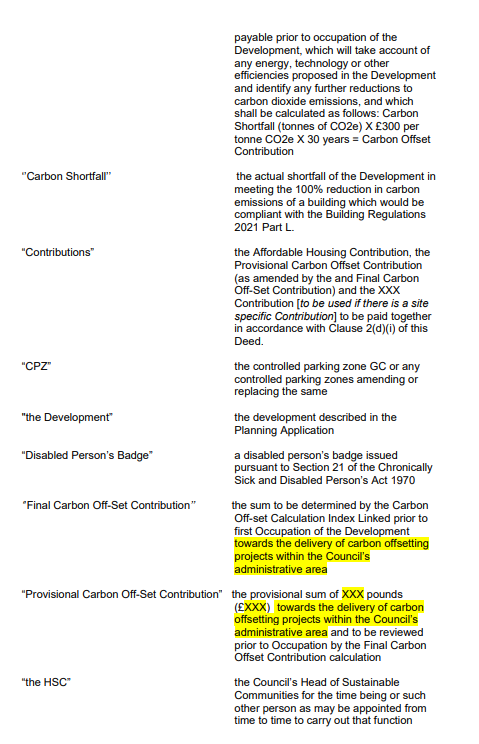 payable prior to occupation of the
Development, which will take account of
any energy, technology or other
efficiencies proposed in the Development
and identify any further reductions to
carbon dioxide emissions, and which
shall be calculated as follows: Carbon
Shortfall (tonnes of CO2e) X £300 per
tonne CO2e X 30 years = Carbon Offset
Contribution
‘’Carbon Shortfall’’ the actual shortfall of the Development in
meeting the 100% reduction in carbon
emissions of a building which would be
compliant with the Building Regulations
2021 Part L.
“Contributions” the Affordable Housing Contribution, the
Provisional Carbon Offset Contribution
(as amended by the and Final Carbon
Off-Set Contribution) and the XXX
Contribution [to be used if there is a site
specific Contribution] to be paid together
in accordance with Clause 2(d)(i) of this
Deed.
“CPZ” the controlled parking zone GC or any
controlled parking zones amending or
replacing the same
"the Development” the development described in the
Planning Application
“Disabled Person’s Badge” a disabled person’s badge issued
pursuant to Section 21 of the Chronically
Sick and Disabled Person’s Act 1970
“Final Carbon Off-Set Contribution” the sum to be determined by the Carbon
Off-set Calculation Index Linked prior to
first Occupation of the Development
towards the delivery of carbon offsetting
projects within the Council’s
administrative area
“Provisional Carbon Off-Set Contribution” the provisional sum of XXX pounds
(£XXX) towards the delivery of carbon
offsetting projects within the Council’s
administrative area and to be reviewed
prior to Occupation by the Final Carbon
Offset Contribution calculation
“the HSC” the Council’s Head of Sustainable
Communities for the time being or such
other person as may be appointed from
time to time to carry out that function